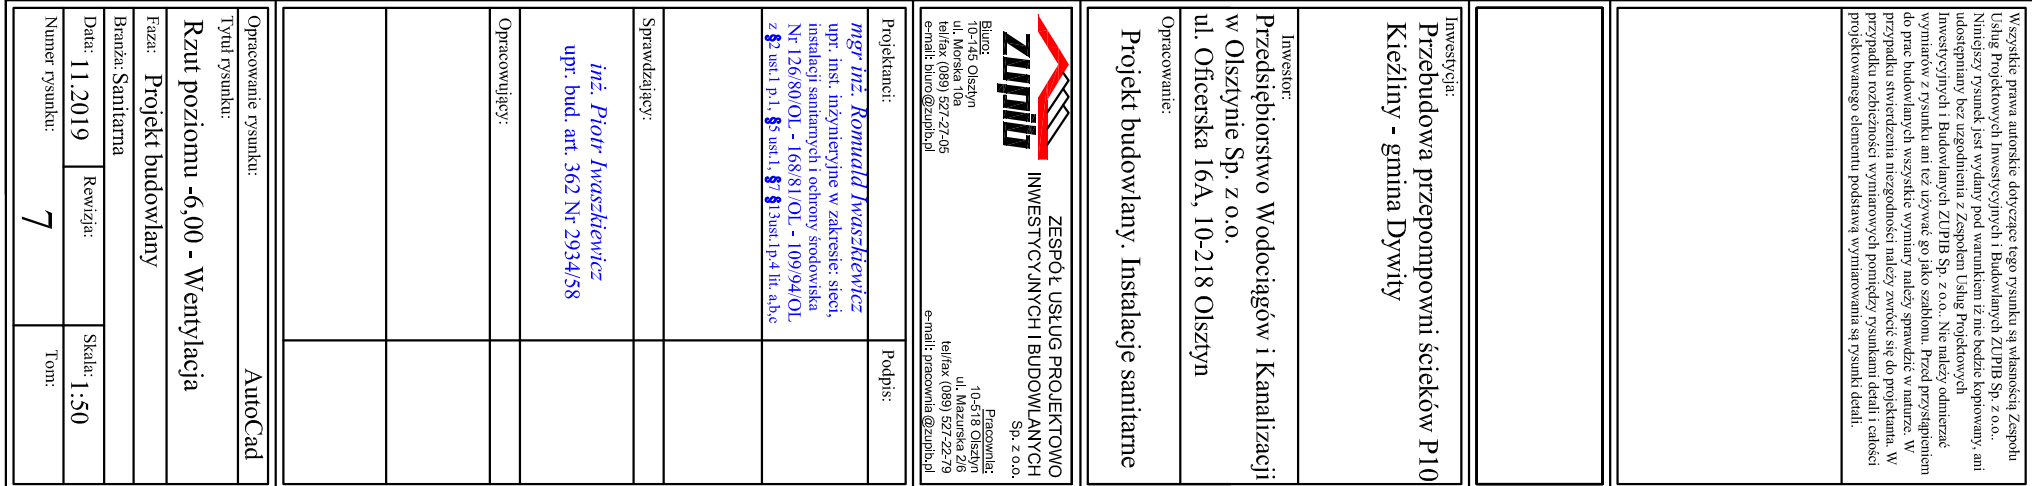 Wszystkie prawa autorskie dotyczące tego rysunku są własnością Zespołu
Usług Projektowych Inwestycyjnych i Budowlanych ZUPIB Sp. z o.o..
Niniejszy rysunek jest wydany pod warunkiem iż nie bedzie kopiowany, ani
udostępniany bez uzgodnienia z Zespołem Usług Projektowych
Inwestycyjnych i Budowlanych ZUPIB Sp. z o.o.. Nie należy odmierzać
wymiarów z rysunku ani też używać go jako szablonu. Przed przystąpieniem
do prac budowlanych wszystkie wymiary należy sprawdzić w naturze. W
przypadku stwierdzenia niezgodności należy zwrócić się do projektanta. W
przypadku rozbieżności wymiarowych pomiędzy rysunkami detali i całości
projektowanego elementu podstawą wymiarowania są rysunki detali.
Inwestycja:
Przebudowa przepompowni ścieków P10
Kieźliny - gmina Dywity
Inwestor:
Przedsiębiorstwo Wodociągów i Kanalizacji
w Olsztynie Sp. z o.o.
ul. Oficerska 16A, 10-218 Olsztyn
Opracowanie:
Projekt budowlany. Instalacje sanitarne
zupib
ZESPÓŁ USŁUG PROJEKTOWO
INWESTYCYJNYCH I BUDOWLANYCH
Sp. z o.o.
Biuro:
10-145 Olsztyn
ul. Morska 10a
tel/fax (089) 527-27-05
e-mail: biuro@zupib.pl
Pracownia:
10-518 Olsztyn
ul. Mazurska 2/6
tel/fax (089) 527-22-79
e-mail: pracownia@zupib.pl
Projektanci:
Podpis:
mgr inż. Romuald Iwaszkiewicz
upr. inst. inżynieryjne w zakresie: sieci,
instalacji sanitarnych i ochrony środowiska
Nr 126/80/OL - 168/81/OL - 109/94/OL
z §2 ust.1 p.1, §5 ust.1, §7 §13ust.1p.4 lit. a,b,c
Sprawdzający:
inż. Piotr Iwaszkiewicz
upr. bud. art. 362 Nr 2934/58
Opracowujący:
Opracowanie rysunku:
AutoCad
Tytuł rysunku:
Rzut poziomu -6,00 - Wentylacja
Faza: Projekt budowlany
Branża: Sanitarna
Data: 11.2019
Rewizja:
Skala: 1:50
Numer rysunku:
7
Tom: